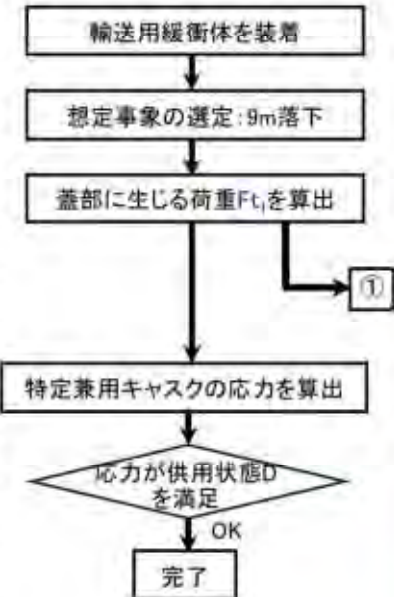 輸送用緩衝体を装着
想定事象の選定:9m落下
蓋部に生じる荷重Ft₁を算出
①
特定兼用キャスクの応力を算出
応力が供用状態D
を満足
OK
完了